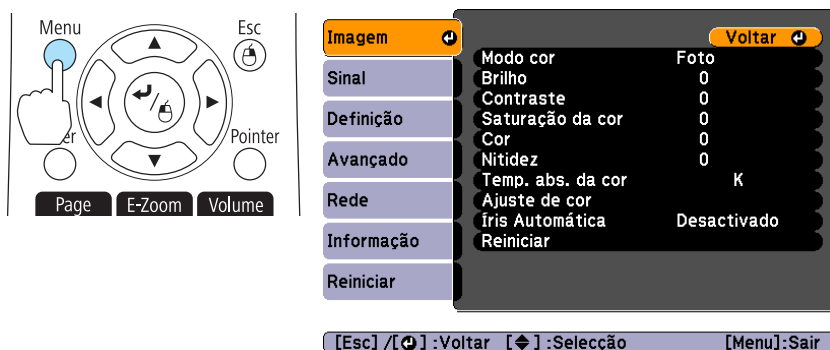 Menu
Esc
er
Pointer
Page
E-Zoom
Volume
Imagem
Sinal
Definição
Avançado
Rede
Informação
Reiniciar
Voltar
Modo cor Foto
Brilho 0
Contraste 0
Saturação da cor 0
Cor 0
Nitidez 0
Temp. abs. da cor K
Ajuste de cor
Íris Automática Desactivado
Reiniciar
[Esc] /[ ] :Voltar [ ] :Selecção [Menu]:Sair